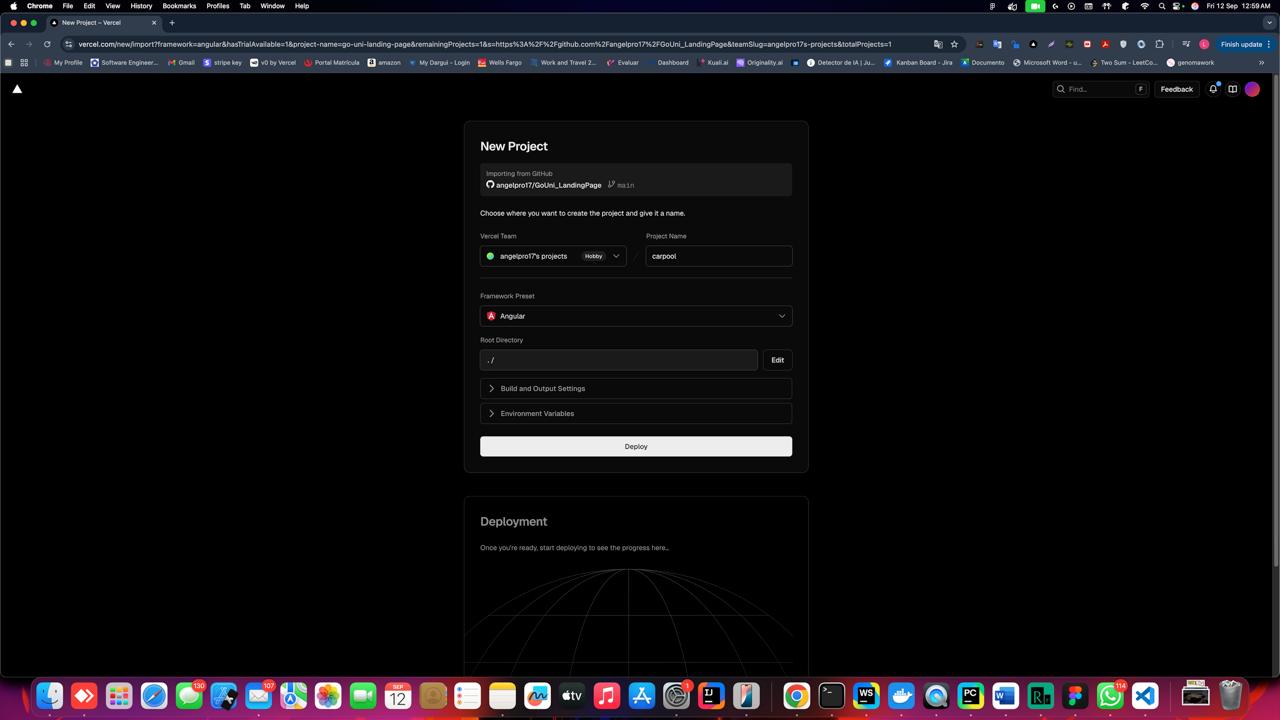 Chrome File Edit View History Bookmarks Profiles Tab Window Help
Fri 12 Sep 12:59 AM
New Project – Vercel
vercel.com/new/import?framework=angular&hasTrialAvailable=1&project-name=go-uni-landing-page&remainingProjects=1&s=https%3A%2F%2Fgithub.com%2Fangelpro17%2FGoUni_LandingPage&teamSlug=angelpro17s-projects&totalProjects=1
Finish update
My Profile Software Engineer... Gmail stripe key v0 by Vercel Portal Matrícula amazon My Dargui - Login Wells Fargo Work and Travel 2... Evaluar Dashboard Kuali.ai Originality.ai Detector de IA | Ju... Kanban Board - Jira Documento Microsoft Word - u... Two Sum - LeetCo... genomawork
Find... F
Feedback
L
New Project
Importing from GitHub
angelpro17/GoUni_LandingPage main
Choose where you want to create the project and give it a name.
Vercel Team Project Name
angelpro17's projects Hobby / carpool
Framework Preset
Angular
Root Directory
./ Edit
Build and Output Settings
Environment Variables
Deploy
Deployment
Once you're ready, start deploying to see the progress here...
130 107 SEP 12 tv 1 WS PC W 114